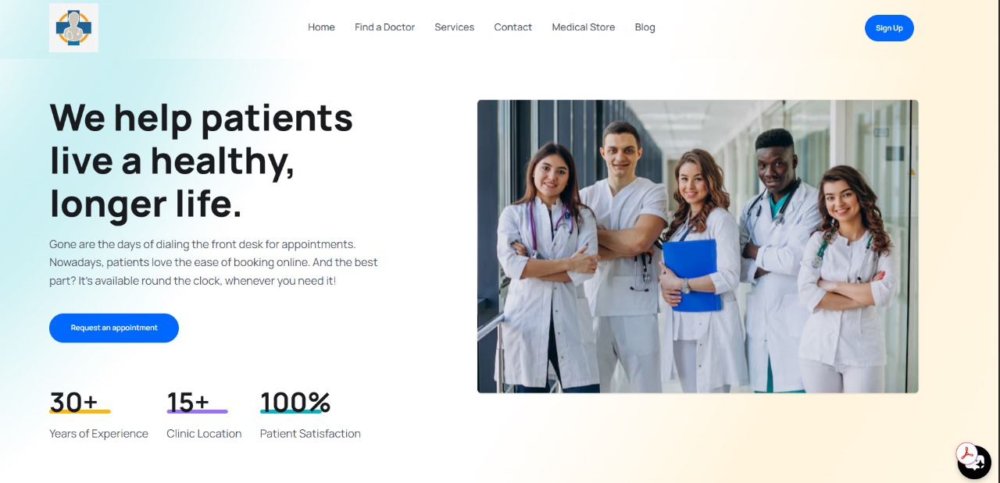 Home
Find a Doctor
Services
Contact
Medical Store
Blog
Sign Up
We help patients
live a healthy,
longer life.
Gone are the days of dialing the front desk for appointments.
Nowadays, patients love the ease of booking online. And the best
part? It's available round the clock, whenever you need it!
Request an appointment
30+
Years of Experience
15+
Clinic Location
100%
Patient Satisfaction